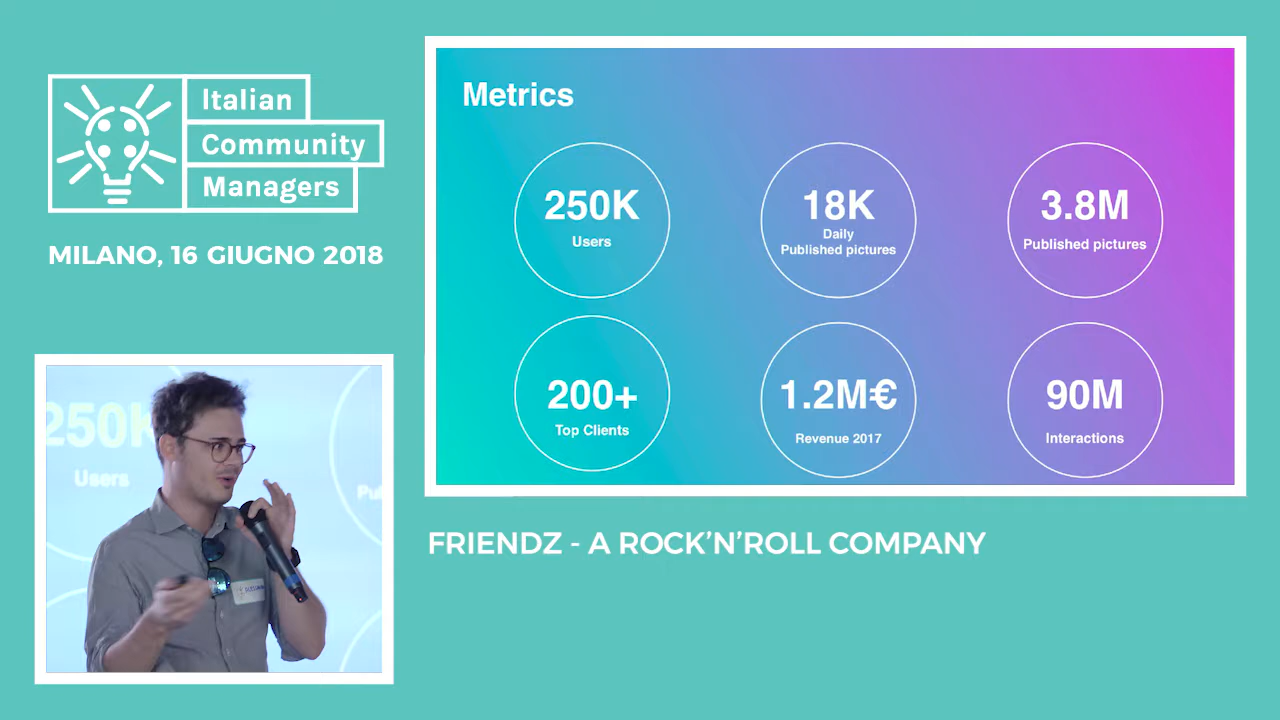 Italian
Community
Managers
MILANO, 16 GIUGNO 2018
Metrics
250K
Users
18K
Daily
Published pictures
3.8M
Published pictures
200+
Top Clients
1.2M€
Revenue 2017
90M
Interactions
250K
Users
FRIENDZ - A ROCK'N'ROLL COMPANY